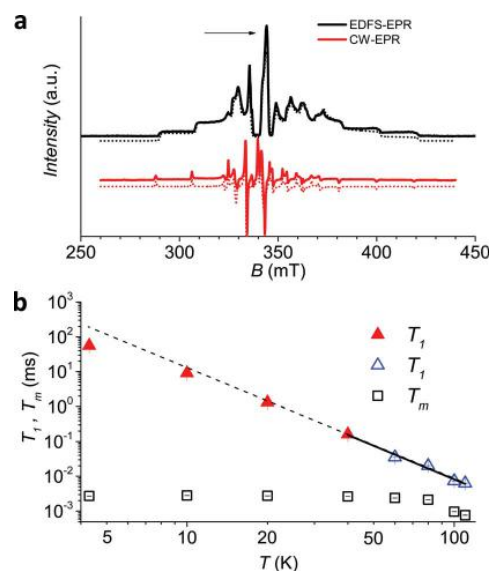 a
EDFS-EPR
CW-EPR
Intensity (a.u.)
250 300 350 400 450
B (mT)
b
10³
10²
10¹
10⁰
10⁻¹
10⁻²
10⁻³
T₁, Tₘ (ms)
T₁
T₁
Tₘ
5 10 20 50 100
T (K)